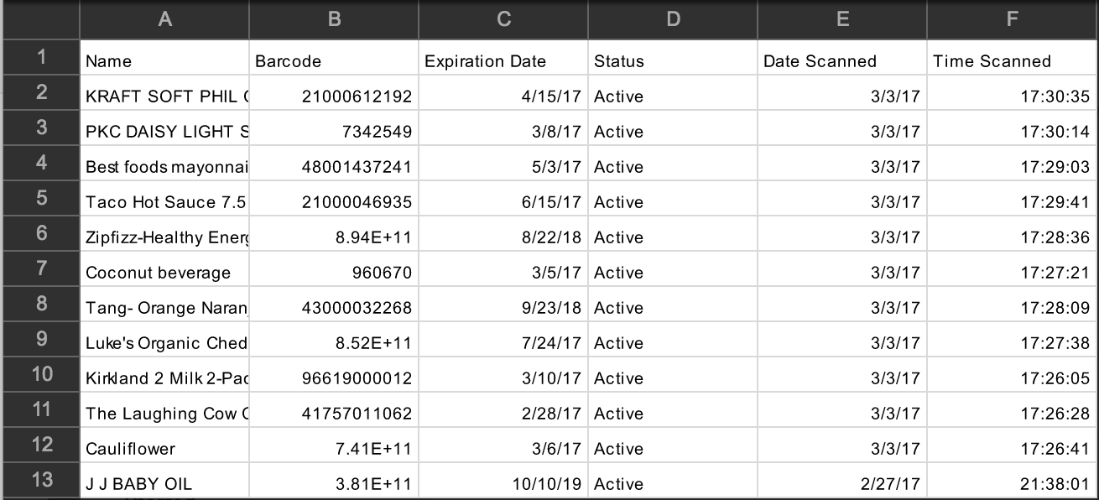 A B C D E F
1 Name Barcode Expiration Date Status Date Scanned Time Scanned
2 KRAFT SOFT PHIL 21000612192 4/15/17 Active 3/3/17 17:30:35
3 PKC DAISY LIGHT S 7342549 3/8/17 Active 3/3/17 17:30:14
4 Best foods mayonnai 48001437241 5/3/17 Active 3/3/17 17:29:03
5 Taco Hot Sauce 7.5 21000046935 6/15/17 Active 3/3/17 17:29:41
6 Zipfizz-Healthy Energ 8.94E+11 8/22/18 Active 3/3/17 17:28:36
7 Coconut beverage 960670 3/5/17 Active 3/3/17 17:27:21
8 Tang- Orange Naran 43000032268 9/23/18 Active 3/3/17 17:28:09
9 Luke's Organic Ched 8.52E+11 7/24/17 Active 3/3/17 17:27:38
10 Kirkland 2 Milk 2-Pac 96619000012 3/10/17 Active 3/3/17 17:26:05
11 The Laughing Cow 41757011062 2/28/17 Active 3/3/17 17:26:28
12 Cauliflower 7.41E+11 3/6/17 Active 3/3/17 17:26:41
13 J J BABY OIL 3.81E+11 10/10/19 Active 2/27/17 21:38:01